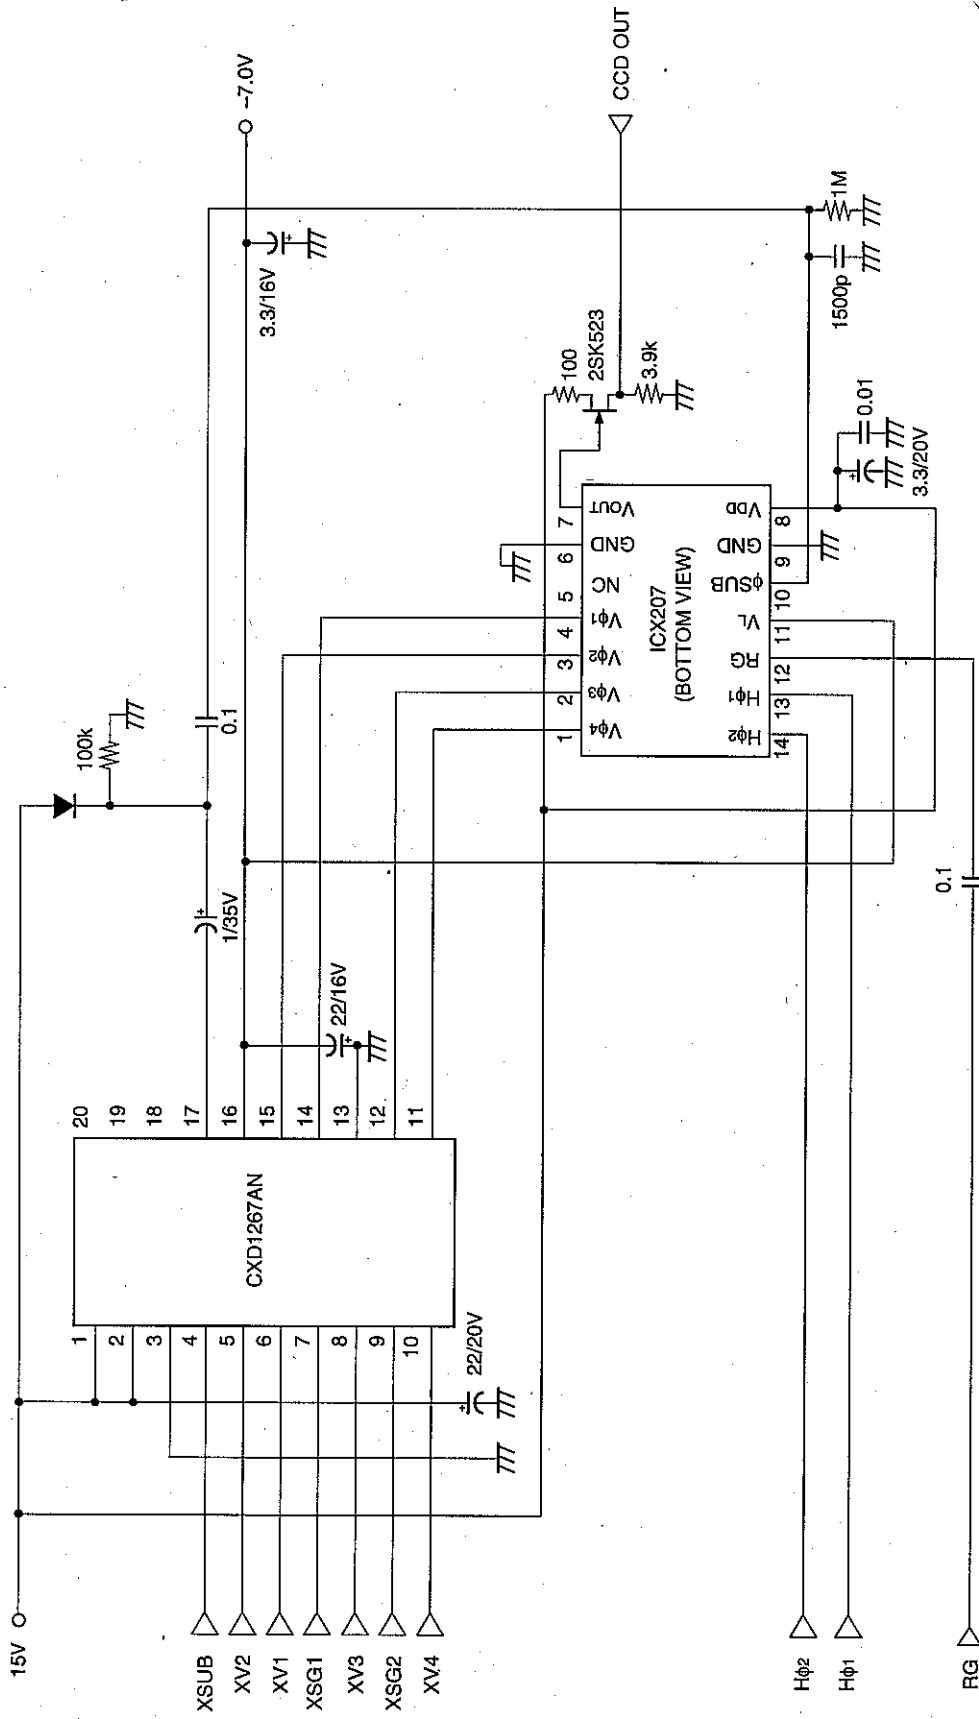 15V
XSUB
XV2
XV1
XSG1
XV3
XSG2
XV4
Hϕ2
Hϕ1
RG
1
2
3
4
5
6
7
8
9
10
22/20V
CXD1267AN
20
19
18
17
16
15
14
13
12
11
22/16V
1/35V
100k
0.1
3.3/16V
–7.0V
0.1
1
2
3
4
5
6
7
Vϕ4
Vϕ3
Vϕ2
Vϕ1
NC
GND
VOUT
ICX207
(BOTTOM VIEW)
Hϕ2
Hϕ1
RG
VL
ϕSUB
GND
VDD
14
13
12
11
10
9
8
100
2SK523
3.9k
CCD OUT
0.01
3.3/20V
1500p
1M